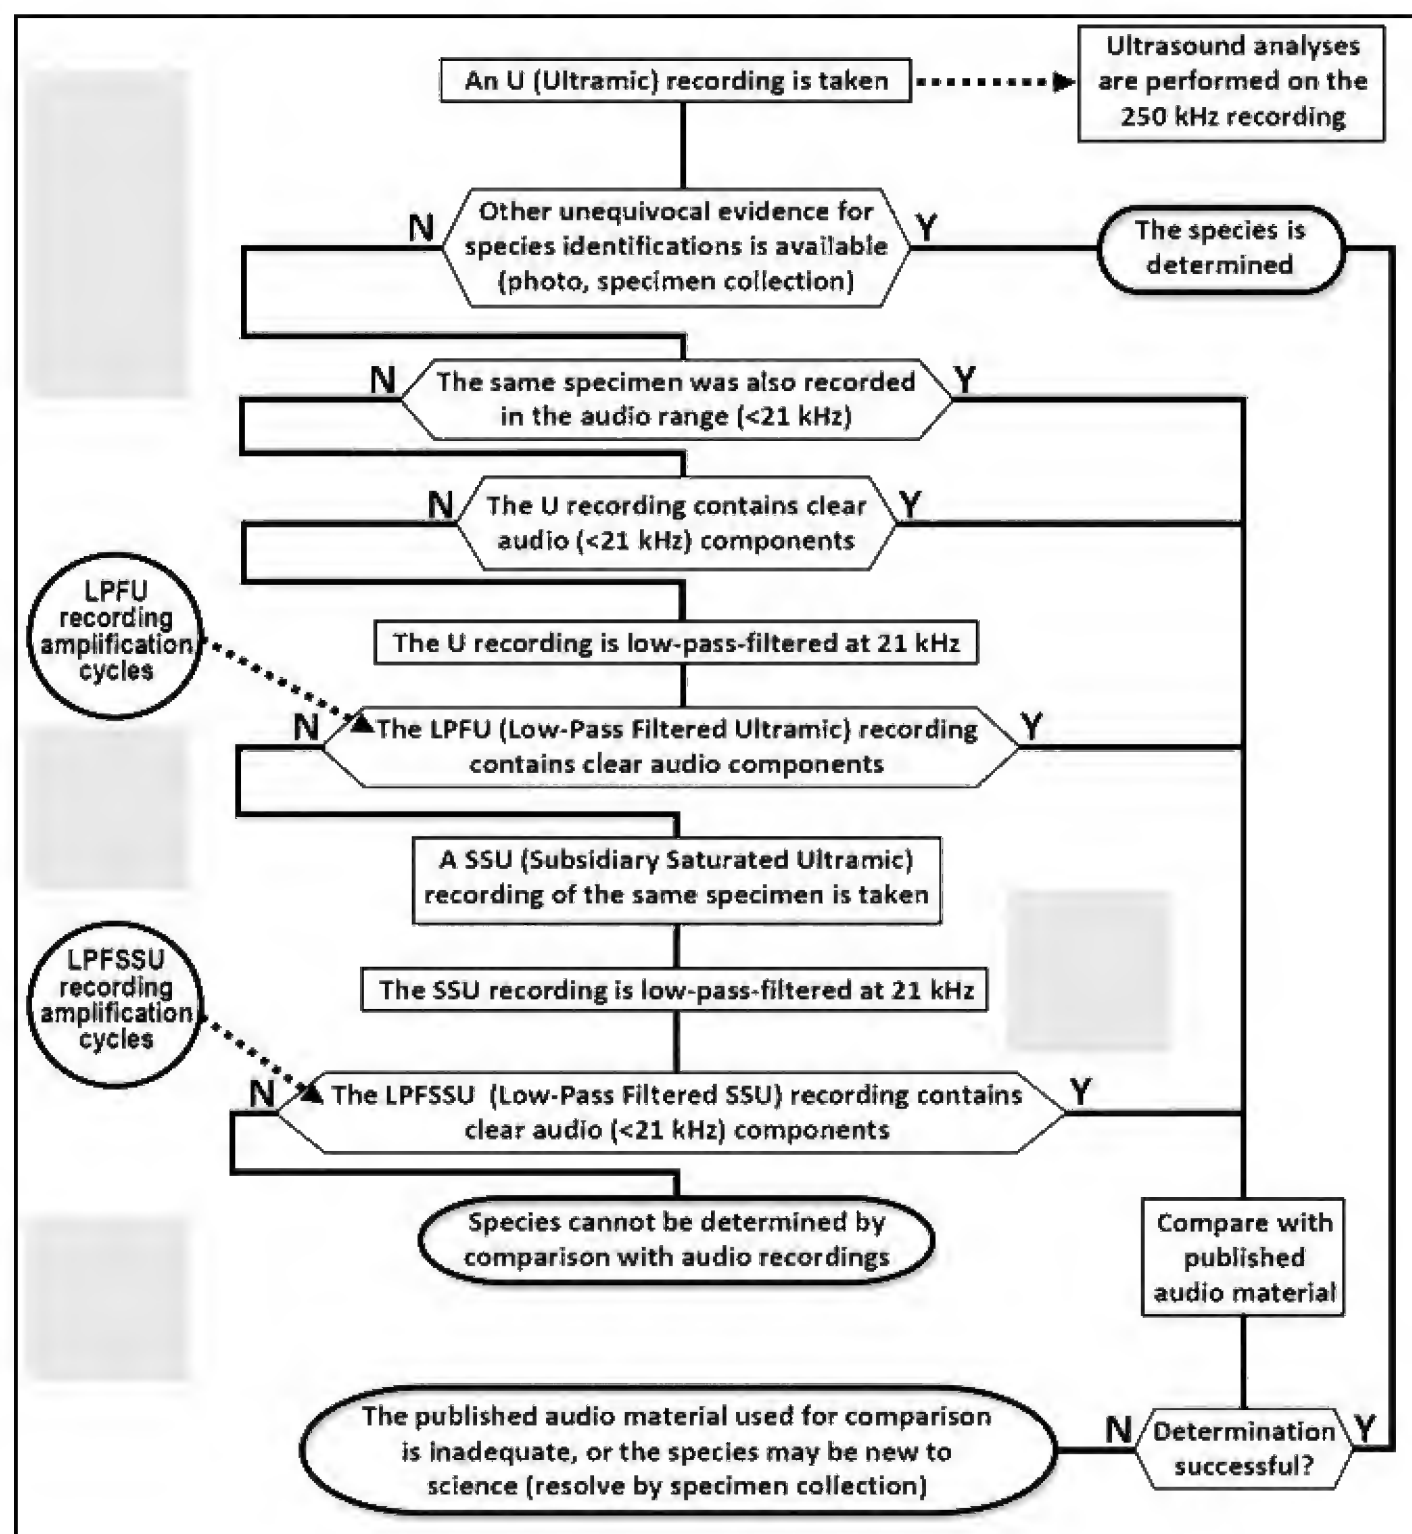 An U (Ultramic) recording is taken
Ultrasound analyses
are performed on the
250 kHz recording
N
Other unequivocal evidence for
species identifications is available
(photo, specimen collection)
Y
The species is
determined
N
The same specimen was also recorded
in the audio range (<21 kHz)
Y
N
The U recording contains clear
audio (<21 kHz) components
Y
LPFU
recording
amplification
cycles
The U recording is low-pass-filtered at 21 kHz
N
The LPFU (Low-Pass Filtered Ultramic) recording
contains clear audio components
Y
A SSU (Subsidiary Saturated Ultramic)
recording of the same specimen is taken
LPFSSU
recording
amplification
cycles
The SSU recording is low-pass-filtered at 21 kHz
N
The LPFSSU (Low-Pass Filtered SSU) recording contains
clear audio (<21 kHz) components
Y
Species cannot be determined by
comparison with audio recordings
Compare with
published
audio material
The published audio material used for comparison
is inadequate, or the species may be new to
science (resolve by specimen collection)
N
Determination
successful?
Y